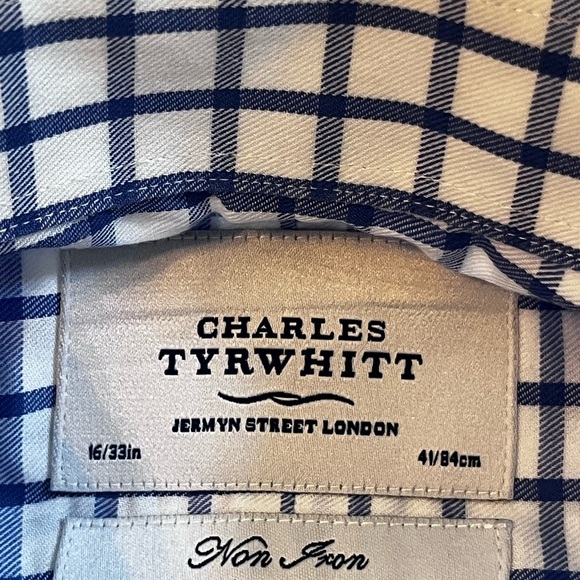 CHARLES
TYRWHITT
JERMYN STREET LONDON
16/33in 41/84cm
Non Iron